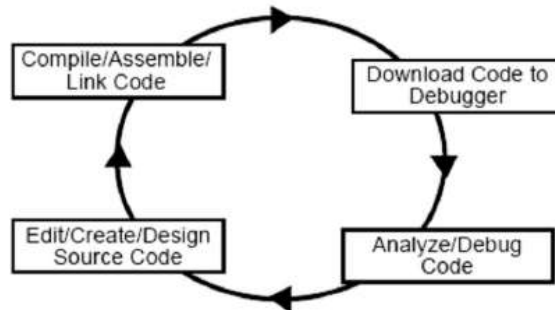 Compile/Assemble/
Link Code
Download Code to
Debugger
Edit/Create/Design
Source Code
Analyze/Debug
Code